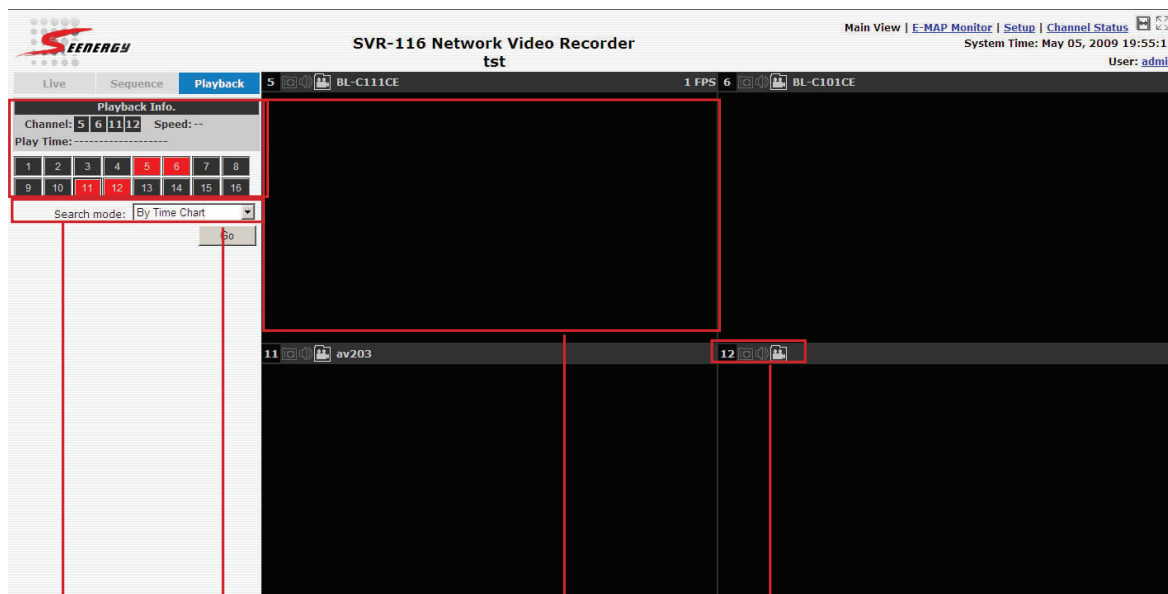 SEENERGY
SVR-116 Network Video Recorder
tst
Main View | E-MAP Monitor | Setup | Channel Status
System Time: May 05, 2009 19:55:1
User: admi
Live Sequence Playback
5 BL-C111CE 1 FPS
6 BL-C101CE
Playback Info.
Channel: 5 6 11 12 Speed: --
Play Time: ------------------
1 2 3 4 5 6 7 8
9 10 11 12 13 14 15 16
Search mode: By Time Chart
Go
11 av203
12